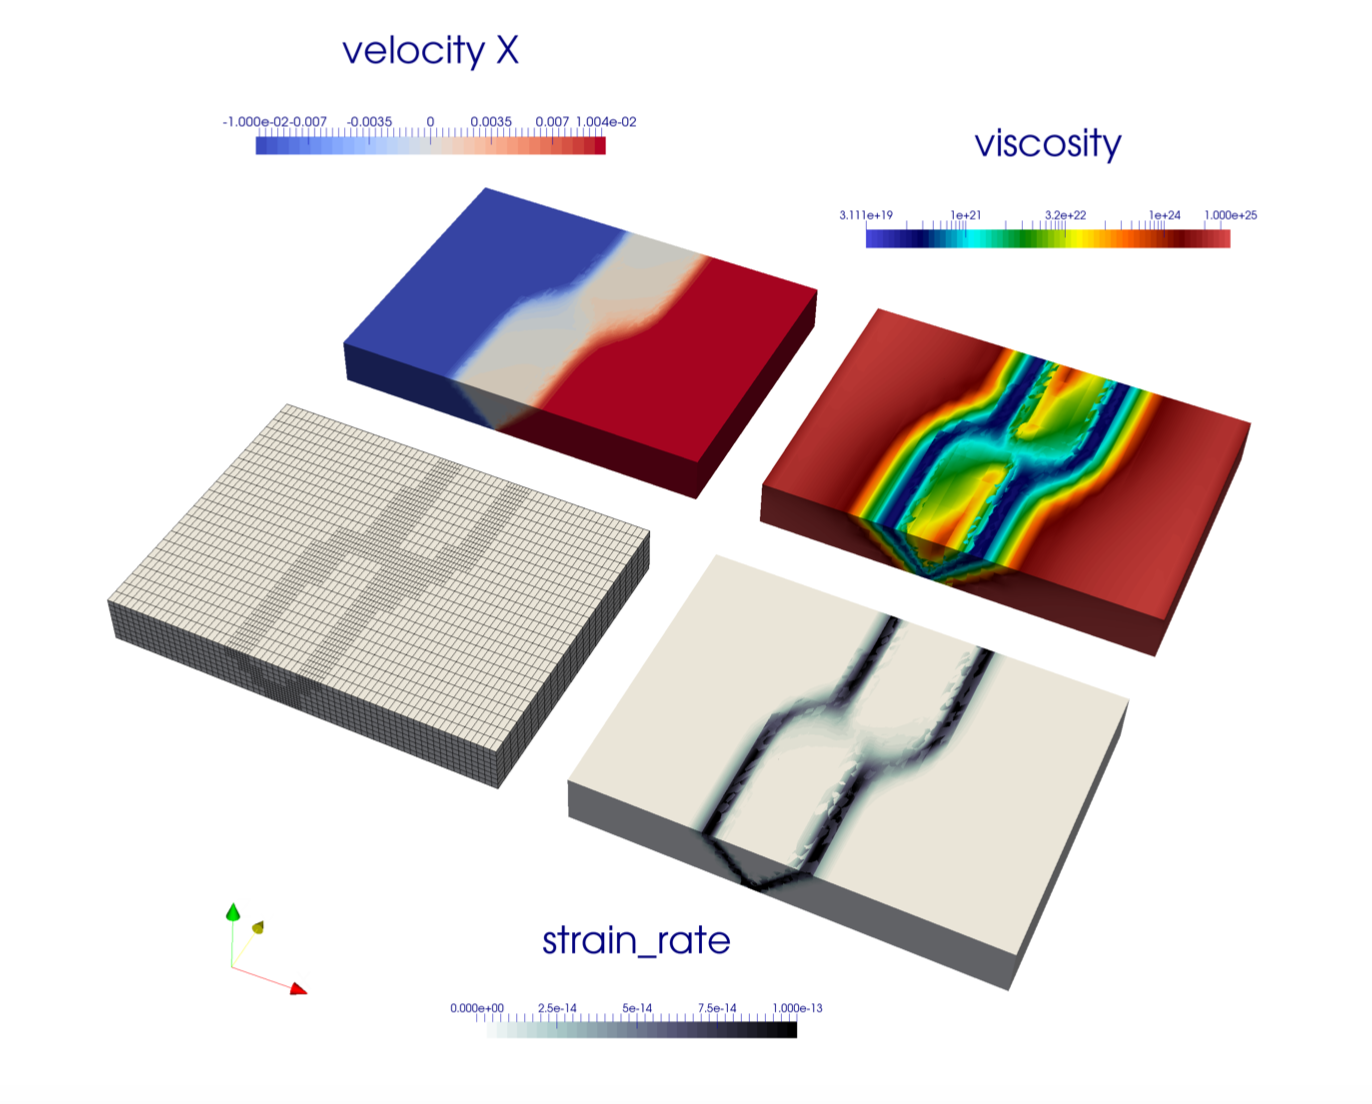 velocity X
-1.000e-02 -0.007 -0.0035 0 0.0035 0.007 1.004e-02
viscosity
3.111e+19 1e+21 3.2e+22 1e+24 1.000e+25
strain_rate
0.000e+00 2.5e-14 5e-14 7.5e-14 1.000e-13